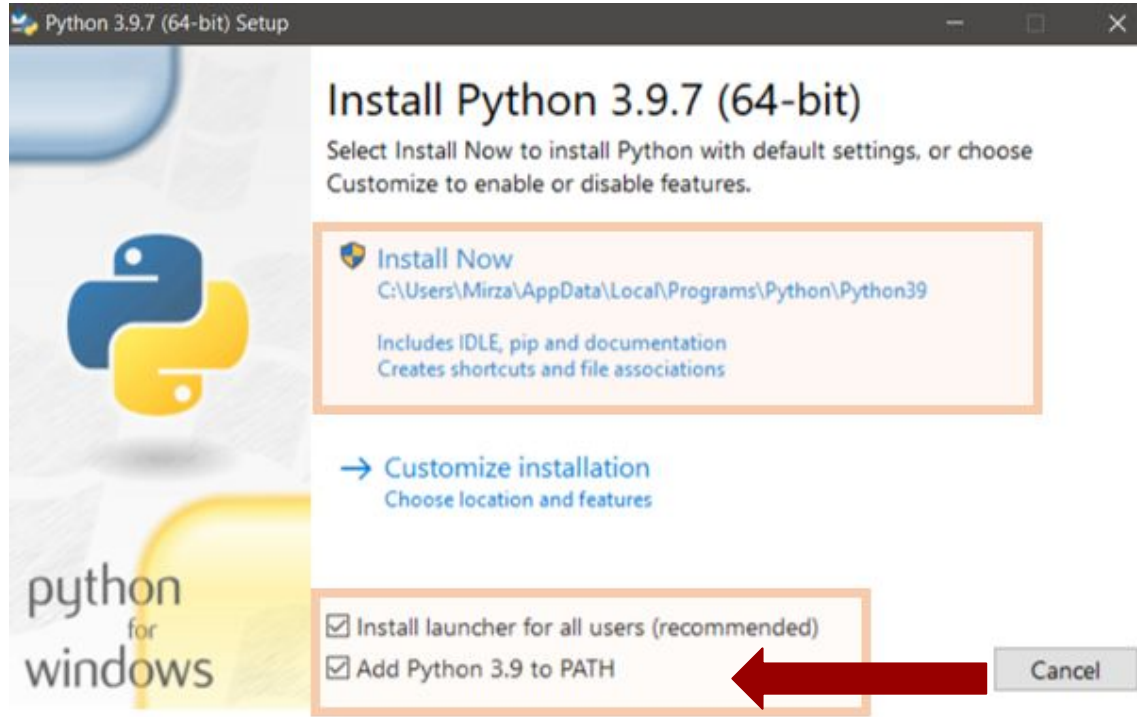 Python 3.9.7 (64-bit) Setup
Install Python 3.9.7 (64-bit)
Select Install Now to install Python with default settings, or choose
Customize to enable or disable features.
Install Now
C:\Users\Mirza\AppData\Local\Programs\Python\Python39
Includes IDLE, pip and documentation
Creates shortcuts and file associations
Customize installation
Choose location and features
python
for
windows
Install launcher for all users (recommended)
Add Python 3.9 to PATH
Cancel